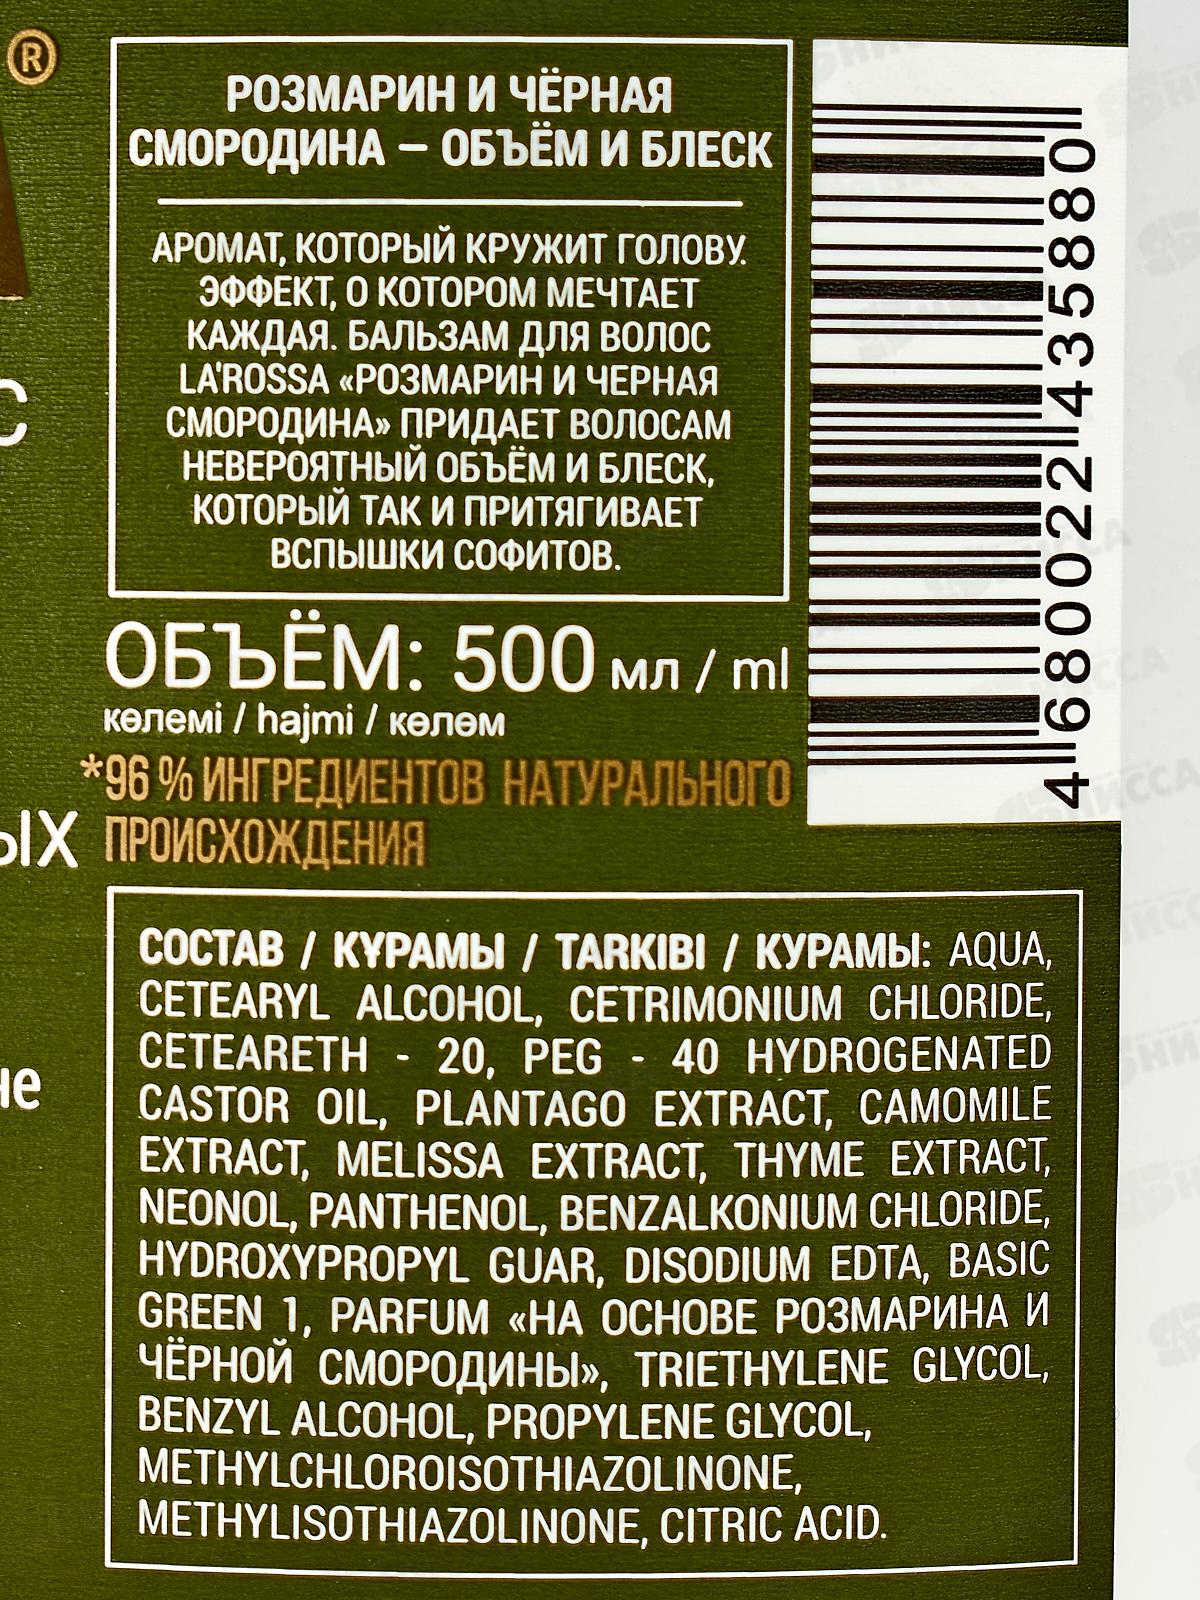 ®
РОЗМАРИН И ЧЁРНАЯ
СМОРОДИНА – ОБЪЁМ И БЛЕСК
АРОМАТ, КОТОРЫЙ КРУЖИТ ГОЛОВУ.
ЭФФЕКТ, О КОТОРОМ МЕЧТАЕТ
КАЖДАЯ. БАЛЬЗАМ ДЛЯ ВОЛОС
LA'ROSSA «РОЗМАРИН И ЧЕРНАЯ
СМОРОДИНА» ПРИДАЕТ ВОЛОСАМ
НЕВЕРОЯТНЫЙ ОБЪЁМ И БЛЕСК,
КОТОРЫЙ ТАК И ПРИТЯГИВАЕТ
ВСПЫШКИ СОФИТОВ.
4 680022 435880
ОБЪЁМ: 500 мл / ml
көлемі / hajmi / көлөм
*96 % ИНГРЕДИЕНТОВ НАТУРАЛЬНОГО
ПРОИСХОЖДЕНИЯ
СОСТАВ / ҚҰРАМЫ / TARKIBI / КУРАМЫ: AQUA,
CETEARYL ALCOHOL, CETRIMONIUM CHLORIDE,
CETEARETH - 20, PEG - 40 HYDROGENATED
CASTOR OIL, PLANTAGO EXTRACT, CAMOMILE
EXTRACT, MELISSA EXTRACT, THYME EXTRACT,
NEONOL, PANTHENOL, BENZALKONIUM CHLORIDE,
HYDROXYPROPYL GUAR, DISODIUM EDTA, BASIC
GREEN 1, PARFUM «НА ОСНОВЕ РОЗМАРИНА И
ЧЁРНОЙ СМОРОДИНЫ», TRIETHYLENE GLYCOL,
BENZYL ALCOHOL, PROPYLENE GLYCOL,
METHYLCHLOROISOTHIAZOLINONE,
METHYLISOTHIAZOLINONE, CITRIC ACID.